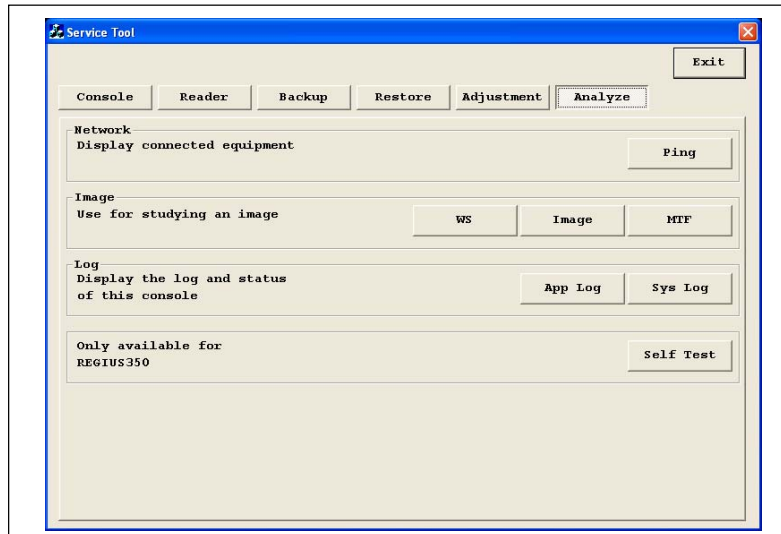 Service Tool
Exit
Console Reader Backup Restore Adjustment Analyze
Network
Display connected equipment
Ping
Image
Use for studying an image
WS Image MTF
Log
Display the log and status
of this console
App Log Sys Log
Only available for
REGIUS350
Self Test